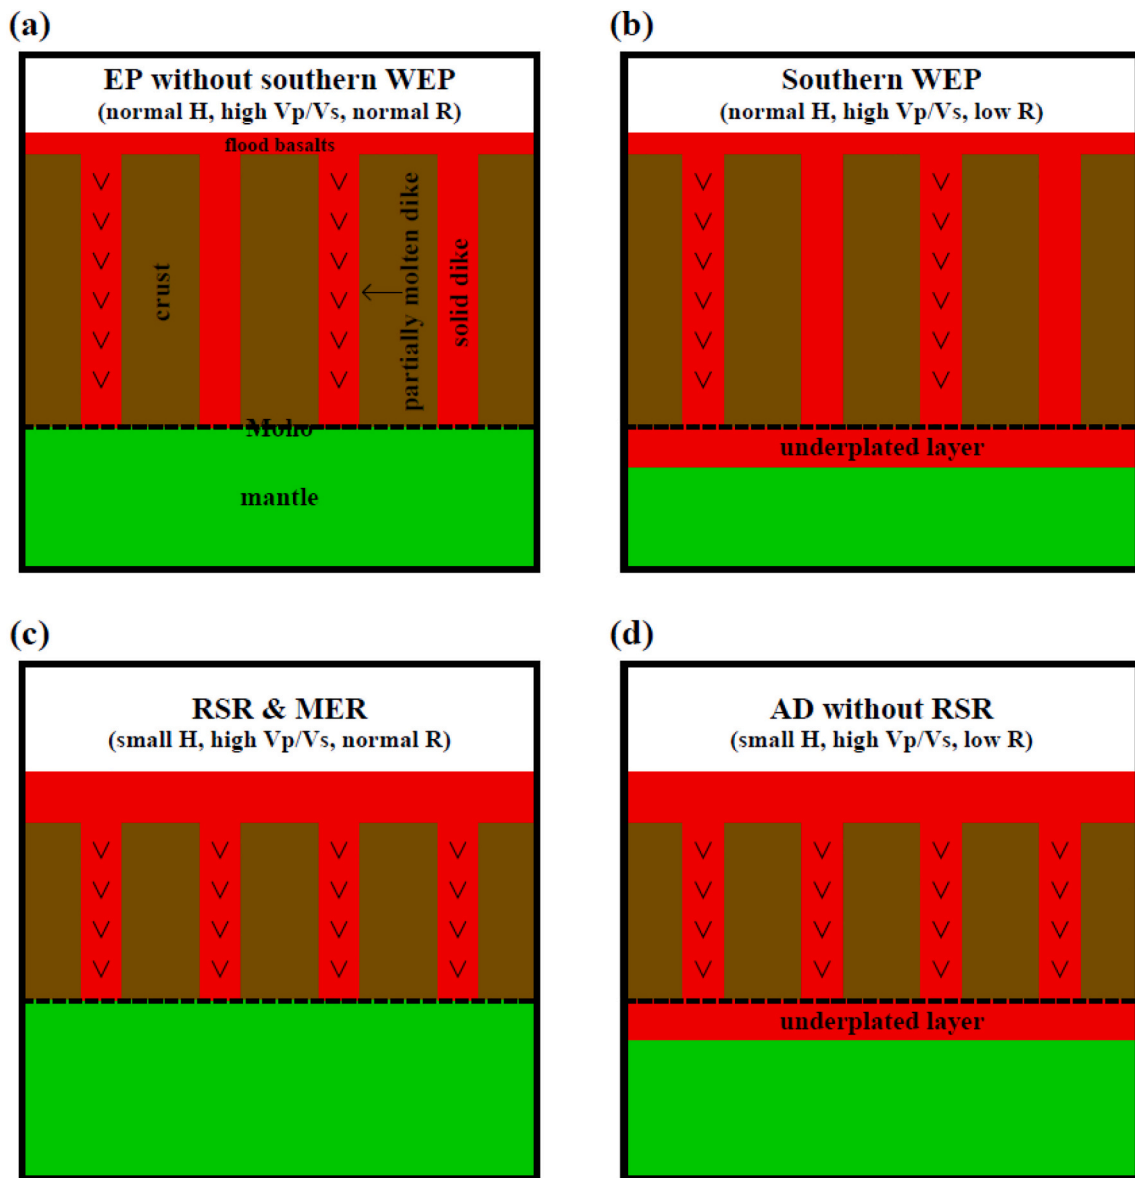 (a)
EP without southern WEP
(normal H, high Vp/Vs, normal R)
flood basalts
crust
partially molten dike
solid dike
Moho
mantle
(b)
Southern WEP
(normal H, high Vp/Vs, low R)
underplated layer
(c)
RSR & MER
(small H, high Vp/Vs, normal R)
(d)
AD without RSR
(small H, high Vp/Vs, low R)
underplated layer